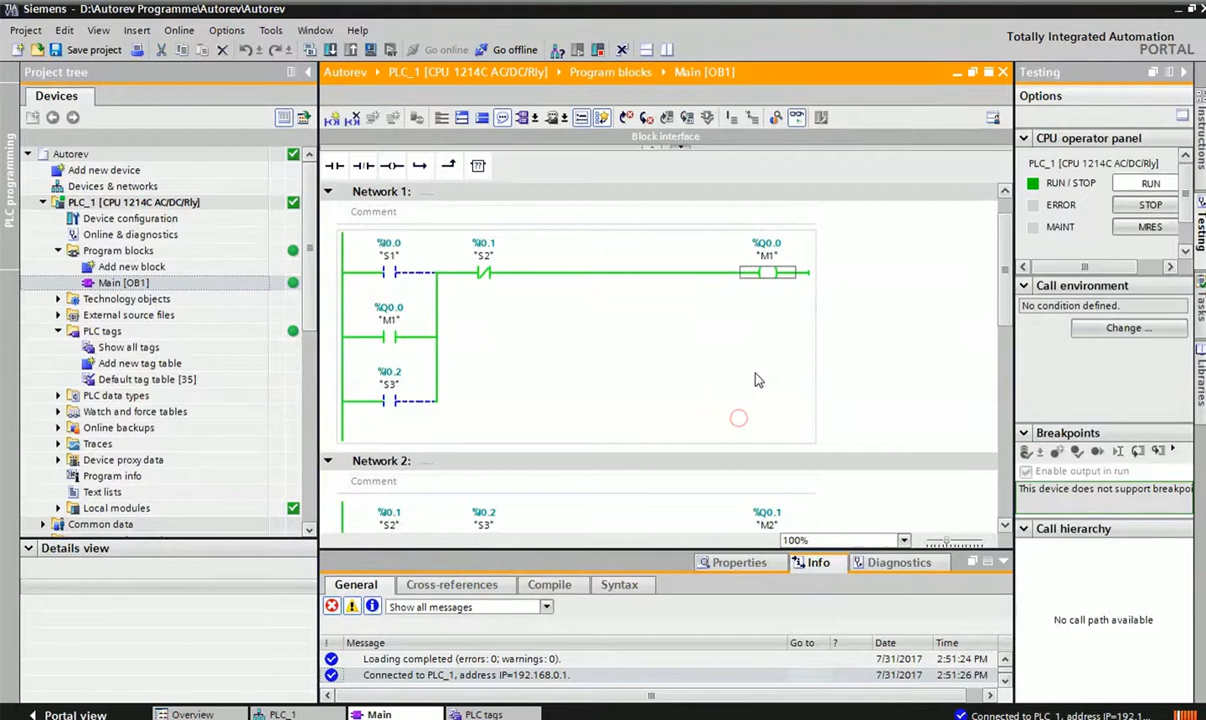 Siemens - D:\Autorev Programme\Autorev\Autorev
Project Edit View Insert Online Options Tools Window Help
Totally Integrated Automation
PORTAL
Save project
Go online
Go offline
Project tree
Autorev PLC_1 [CPU 1214C AC/DC/Rly] Program blocks Main [OB1]
Testing
Devices
Options
PLC programming
Block interface
CPU operator panel
PLC_1 [CPU 1214C AC/DC/Rly]
RUN / STOP RUN
ERROR STOP
MAINT MRES
Autorev
Add new device
Devices & networks
PLC_1 [CPU 1214C AC/DC/Rly]
Device configuration
Online & diagnostics
Program blocks
Add new block
Main [OB1]
Technology objects
External source files
PLC tags
Show all tags
Add new tag table
Default tag table [35]
PLC data types
Watch and force tables
Online backups
Traces
Device proxy data
Program info
Text lists
Local modules
Common data
Details view
Network 1:
Comment
%I0.0 %I0.1 %Q0.0
"S1" "S2" "M1"
%Q0.0
"M1"
%I0.2
"S3"
Network 2:
Comment
%I0.1 %I0.2 %Q0.1
"S2" "S3" "M2"
100%
Call environment
No condition defined.
Change ...
Breakpoints
Enable output in run
This device does not support breakpoi
Call hierarchy
No call path available
Instructions
Testing
Tasks
Libraries
Properties Info Diagnostics
General Cross-references Compile Syntax
Show all messages
! Message Go to ? Date Time
Loading completed (errors: 0; warnings: 0). 7/31/2017 2:51:24 PM
Connected to PLC_1, address IP=192.168.0.1. 7/31/2017 2:51:26 PM
Portal view Overview PLC_1 Main PLC tags Connected to PLC_1, address IP=192.1...